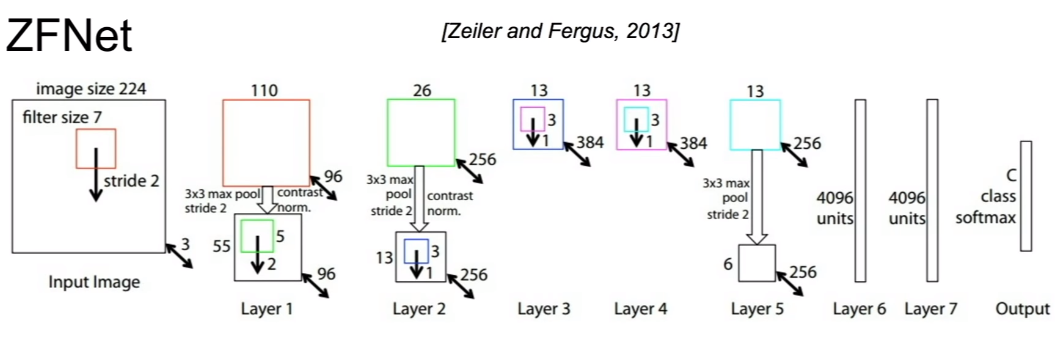 ZFNet
[Zeiler and Fergus, 2013]
image size 224
filter size 7
stride 2
3
Input Image
110
96
3x3 max pool
stride 2
contrast
norm.
55
5
2
96
Layer 1
26
256
3x3 max
pool
stride 2
contrast
norm.
13
3
1
256
Layer 2
13
3
1
384
Layer 3
13
3
1
384
Layer 4
13
256
3x3 max
pool
stride 2
6
256
Layer 5
4096
units
Layer 6
4096
units
Layer 7
C
class
softmax
Output